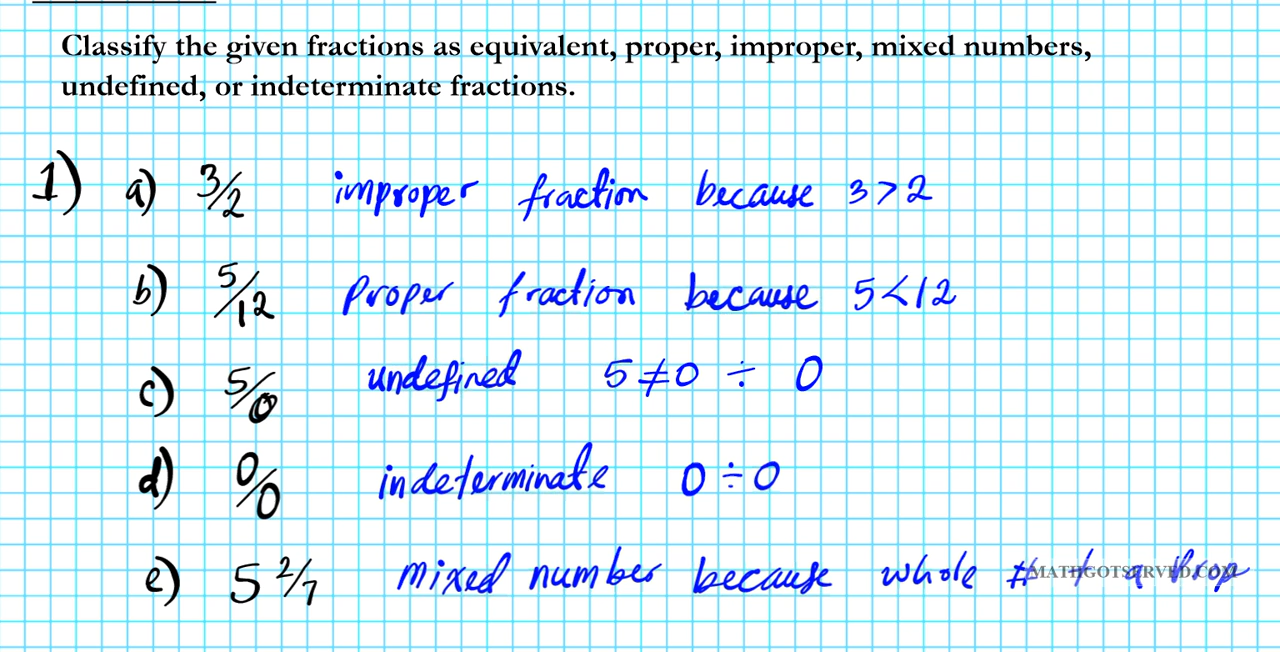 Classify the given fractions as equivalent, proper, improper, mixed numbers,
undefined, or indeterminate fractions.
1) a) 3/2 improper fraction because 3 > 2
b) 5/12 proper fraction because 5 < 12
c) 5/0 undefined 5 ≠ 0 ÷ 0
d) 0/0 indeterminate 0 ÷ 0
e) 5 2/7 mixed number because whole # + a prop
MATHGOTSERVED.COM